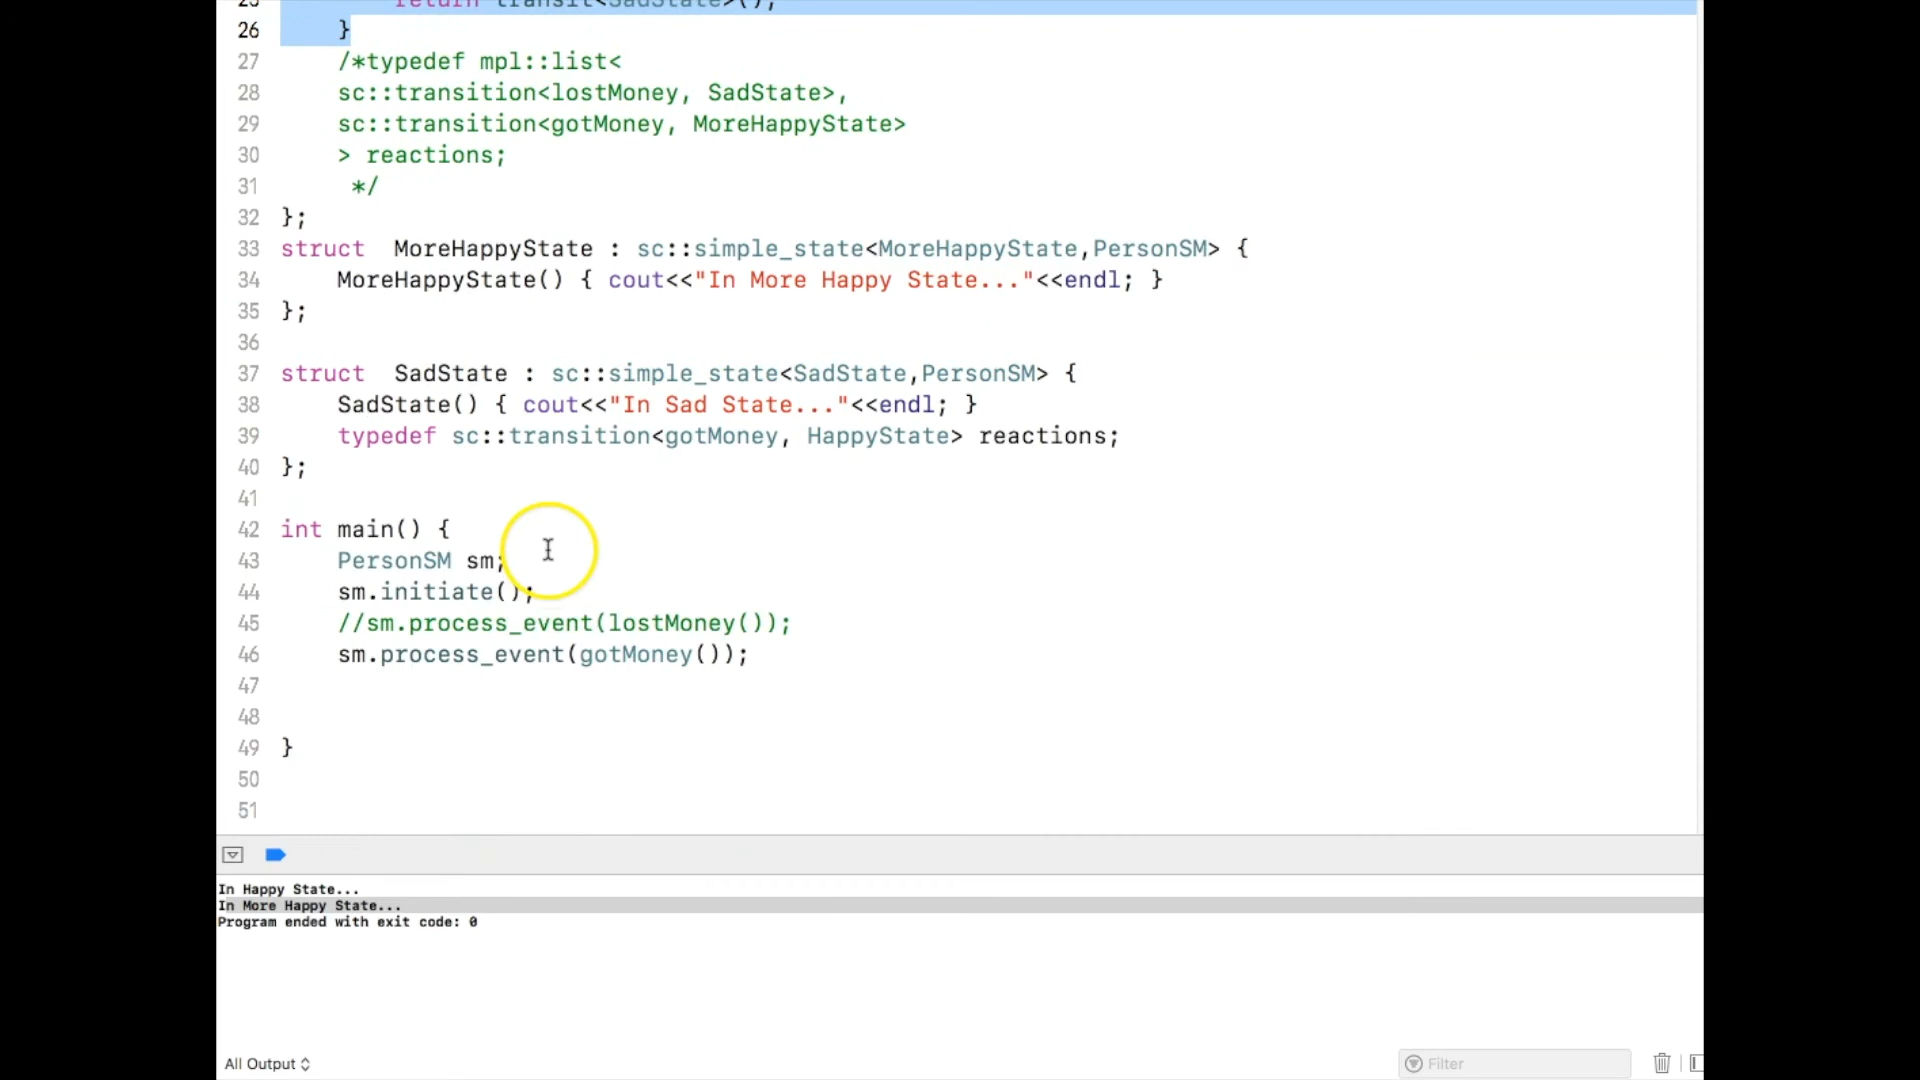 25 return transit<SadState>();
26 }
27 /*typedef mpl::list<
28 sc::transition<lostMoney, SadState>,
29 sc::transition<gotMoney, MoreHappyState>
30 > reactions;
31 */
32 };
33 struct  MoreHappyState : sc::simple_state<MoreHappyState,PersonSM> {
34 MoreHappyState() { cout<<"In More Happy State..."<<endl; }
35 };
36
37 struct  SadState : sc::simple_state<SadState,PersonSM> {
38 SadState() { cout<<"In Sad State..."<<endl; }
39 typedef sc::transition<gotMoney, HappyState> reactions;
40 };
41
42 int main() {
43 PersonSM sm;
44 sm.initiate();
45 //sm.process_event(lostMoney());
46 sm.process_event(gotMoney());
47
48
49 }
50
51
In Happy State...
In More Happy State...
Program ended with exit code: 0
All Output
Filter